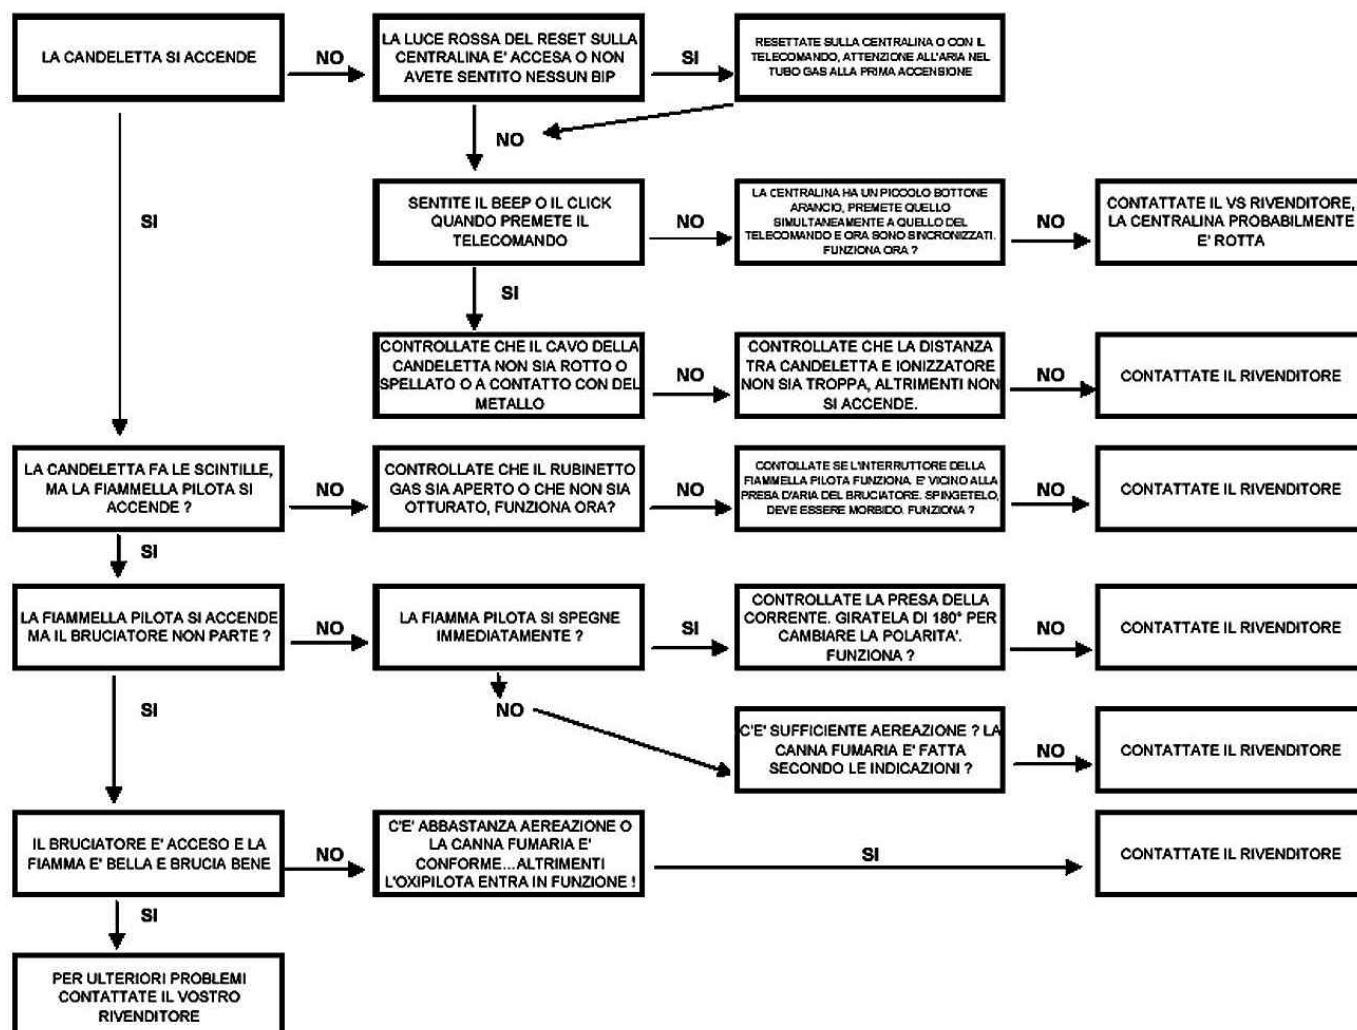 LA CANDELETTA SI ACCENDE
NO
LA LUCE ROSSA DEL RESET SULLA
CENTRALINA E' ACCESA O NON
AVETE SENTITO NESSUN BIP
SI
RESETTATE SULLA CENTRALINA O CON IL
TELECOMANDO, ATTENZIONE ALL'ARIA NEL
TUBO GAS ALLA PRIMA ACCENSIONE
NO
SI
SENTITE IL BEEP O IL CLICK
QUANDO PREMETE IL
TELECOMANDO
NO
LA CENTRALINA HA UN PICCOLO BOTTONE
ARANCIO, PREMETE QUELLO
SIMULTANEAMENTE A QUELLO DEL
TELECOMANDO E ORA SONO SINCRONIZZATI.
FUNZIONA ORA ?
NO
CONTATTATE IL VS RIVENDITORE,
LA CENTRALINA PROBABILMENTE
E' ROTTA
SI
CONTROLLATE CHE IL CAVO DELLA
CANDELETTA NON SIA ROTTO O
SPELLATO O A CONTATTO CON DEL
METALLO
NO
CONTROLLATE CHE LA DISTANZA
TRA CANDELETTA E IONIZZATORE
NON SIA TROPPA, ALTRIMENTI NON
SI ACCENDE.
NO
CONTATTATE IL RIVENDITORE
LA CANDELETTA FA LE SCINTILLE,
MA LA FIAMMELLA PILOTA SI
ACCENDE ?
NO
CONTROLLATE CHE IL RUBINETTO
GAS SIA APERTO O CHE NON SIA
OTTURATO, FUNZIONA ORA?
NO
CONTOLLATE SE L'INTERRUTTORE DELLA
FIAMMELLA PILOTA FUNZIONA. E' VICINO ALLA
PRESA D'ARIA DEL BRUCIATORE. SPINGETELO,
DEVE ESSERE MORBIDO. FUNZIONA ?
NO
CONTATTATE IL RIVENDITORE
SI
LA FIAMMELLA PILOTA SI ACCENDE
MA IL BRUCIATORE NON PARTE ?
NO
LA FIAMMA PILOTA SI SPEGNE
IMMEDIATAMENTE ?
SI
CONTROLLATE LA PRESA DELLA
CORRENTE. GIRATELA DI 180° PER
CAMBIARE LA POLARITA'.
FUNZIONA ?
NO
CONTATTATE IL RIVENDITORE
SI
NO
C'E' SUFFICIENTE AEREAZIONE ? LA
CANNA FUMARIA E' FATTA
SECONDO LE INDICAZIONI ?
NO
CONTATTATE IL RIVENDITORE
IL BRUCIATORE E' ACCESO E LA
FIAMMA E' BELLA E BRUCIA BENE
NO
C'E' ABBASTANZA AEREAZIONE O
LA CANNA FUMARIA E'
CONFORME...ALTRIMENTI
L'OXIPILOTA ENTRA IN FUNZIONE !
SI
CONTATTATE IL RIVENDITORE
SI
PER ULTERIORI PROBLEMI
CONTATTATE IL VOSTRO
RIVENDITORE